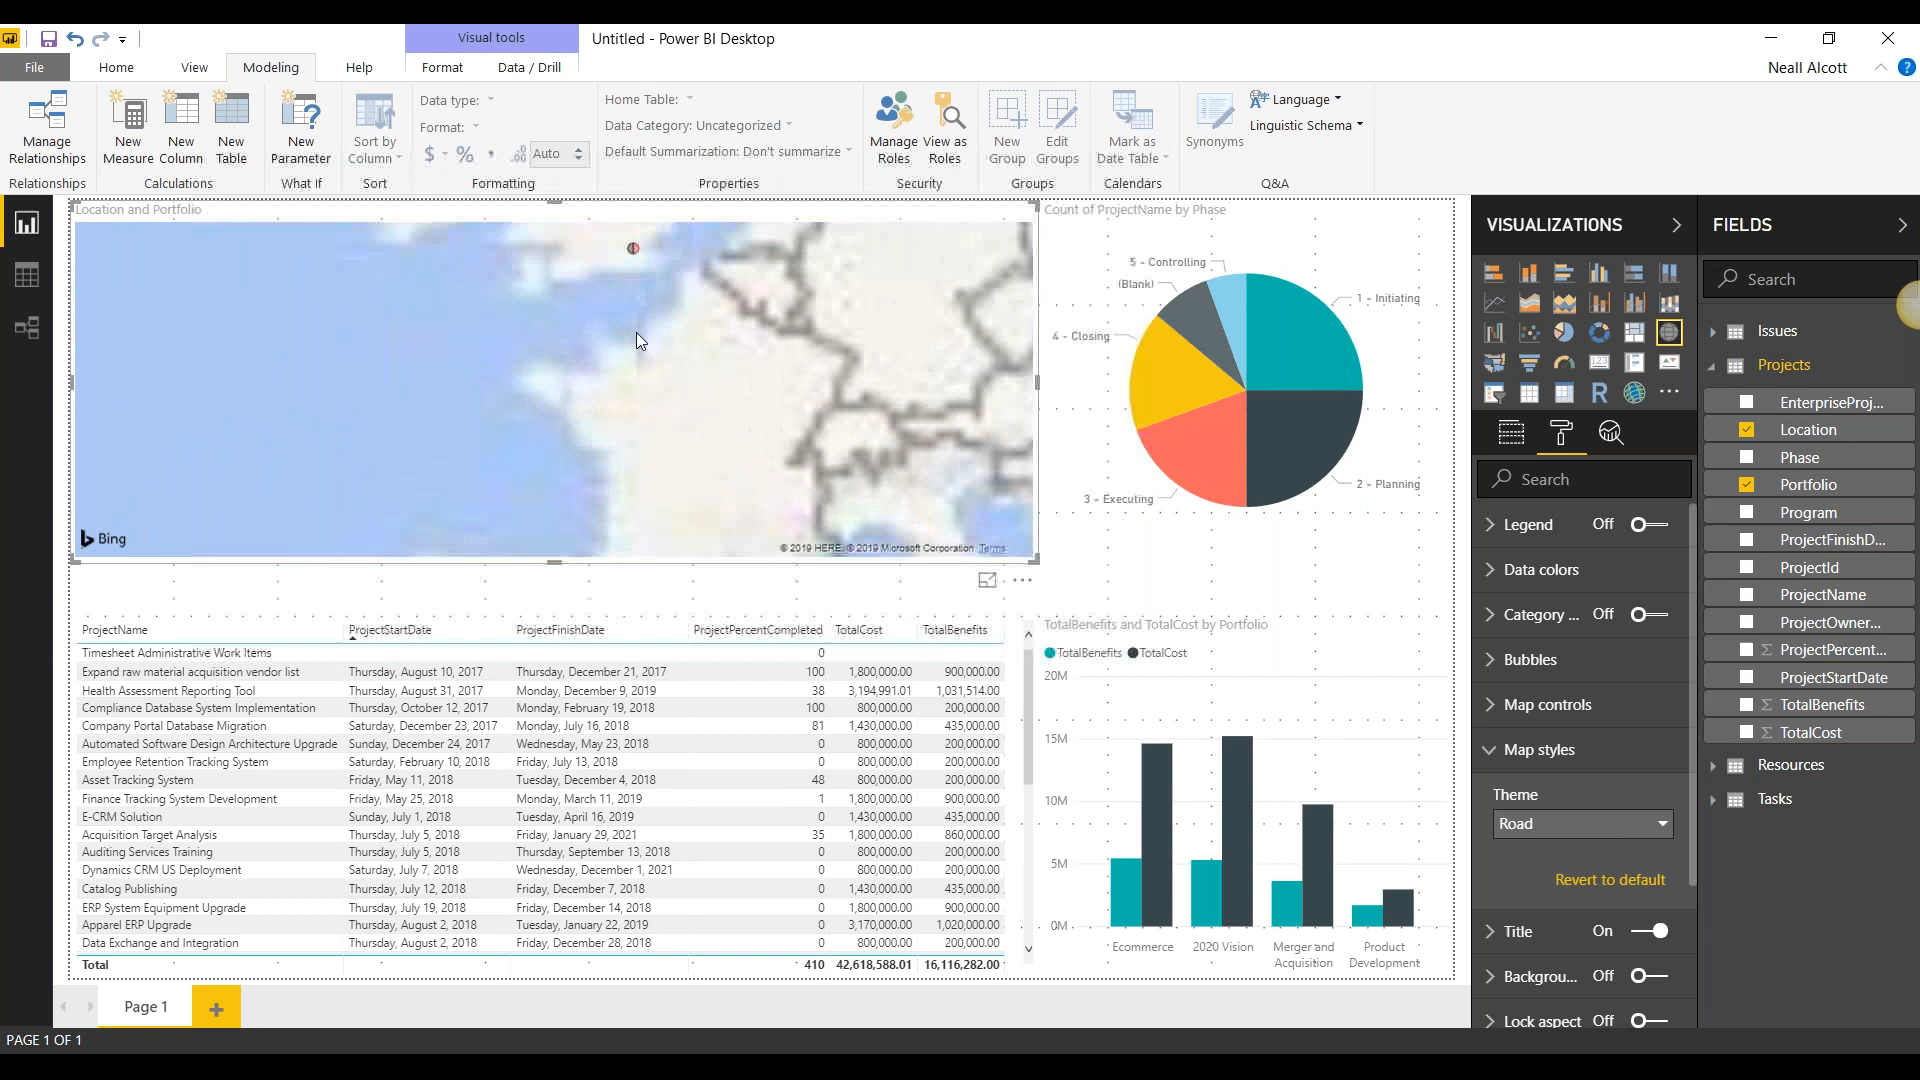 Visual tools
Untitled - Power BI Desktop
File
Home
View
Modeling
Help
Format
Data / Drill
Neall Alcott
?
Manage Relationships
New Measure
New Column
New Table
New Parameter
Sort by Column
Data type:
Format:
$ % , .00 Auto
Home Table:
Data Category: Uncategorized
Default Summarization: Don't summarize
Manage Roles
View as Roles
New Group
Edit Groups
Mark as Date Table
Synonyms
Language
Linguistic Schema
Relationships
Calculations
What If
Sort
Formatting
Properties
Security
Groups
Calendars
Q&A
Location and Portfolio
Bing
© 2019 HERE, © 2019 Microsoft Corporation Terms
Count of ProjectName by Phase
5 - Controlling
(Blank)
4 - Closing
3 - Executing
1 - Initiating
2 - Planning
ProjectName ProjectStartDate ProjectFinishDate ProjectPercentCompleted TotalCost TotalBenefits
Timesheet Administrative Work Items 0
Expand raw material acquisition vendor list Thursday, August 10, 2017 Thursday, December 21, 2017 100 1,800,000.00 900,000.00
Health Assessment Reporting Tool Thursday, August 31, 2017 Monday, December 9, 2019 38 3,194,991.01 1,031,514.00
Compliance Database System Implementation Thursday, October 12, 2017 Monday, February 19, 2018 100 800,000.00 200,000.00
Company Portal Database Migration Saturday, December 23, 2017 Monday, July 16, 2018 81 1,430,000.00 435,000.00
Automated Software Design Architecture Upgrade Sunday, December 24, 2017 Wednesday, May 23, 2018 0 800,000.00 200,000.00
Employee Retention Tracking System Saturday, February 10, 2018 Friday, July 13, 2018 0 800,000.00 200,000.00
Asset Tracking System Friday, May 11, 2018 Tuesday, December 4, 2018 48 800,000.00 200,000.00
Finance Tracking System Development Friday, May 25, 2018 Monday, March 11, 2019 1 1,800,000.00 900,000.00
E-CRM Solution Sunday, July 1, 2018 Tuesday, April 16, 2019 0 1,430,000.00 435,000.00
Acquisition Target Analysis Thursday, July 5, 2018 Friday, January 29, 2021 35 1,800,000.00 860,000.00
Auditing Services Training Thursday, July 5, 2018 Thursday, September 13, 2018 0 800,000.00 200,000.00
Dynamics CRM US Deployment Saturday, July 7, 2018 Wednesday, December 1, 2021 0 800,000.00 200,000.00
Catalog Publishing Thursday, July 12, 2018 Friday, December 7, 2018 0 1,430,000.00 435,000.00
ERP System Equipment Upgrade Thursday, July 19, 2018 Friday, December 14, 2018 0 1,800,000.00 900,000.00
Apparel ERP Upgrade Thursday, August 2, 2018 Tuesday, January 22, 2019 0 3,170,000.00 1,020,000.00
Data Exchange and Integration Thursday, August 2, 2018 Friday, December 28, 2018 0 800,000.00 200,000.00
Total 410 42,618,588.01 16,116,282.00
TotalBenefits and TotalCost by Portfolio
TotalBenefits TotalCost
20M
15M
10M
5M
0M
Ecommerce
2020 Vision
Merger and Acquisition
Product Development
VISUALIZATIONS
123
R
Search
Legend Off
Data colors
Category ... Off
Bubbles
Map controls
Map styles
Theme
Road
Revert to default
Title On
Backgrou... Off
Lock aspect Off
FIELDS
Search
Issues
Projects
EnterpriseProj...
Location
Phase
Portfolio
Program
ProjectFinishD...
ProjectId
ProjectName
ProjectOwner...
Σ ProjectPercent...
ProjectStartDate
Σ TotalBenefits
Σ TotalCost
Resources
Tasks
Page 1
+
PAGE 1 OF 1